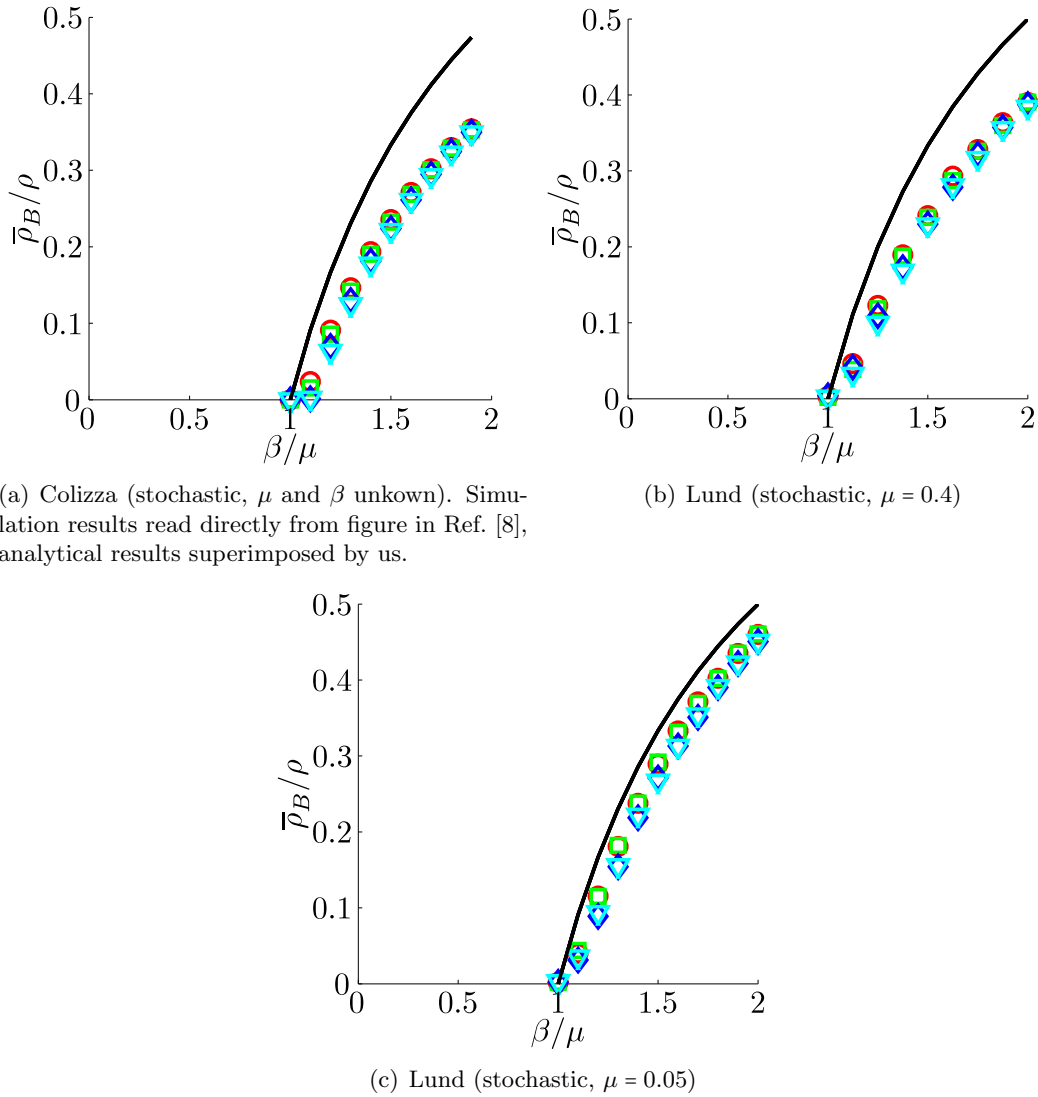 0.5
0.4
0.3
0.2
0.1
0
ρ̅_B/ρ
0 0.5 1 1.5 2
β/μ
(a) Colizza (stochastic, μ and β unkown). Simu-
lation results read directly from figure in Ref. [8],
analytical results superimposed by us.
0.5
0.4
0.3
0.2
0.1
0
ρ̅_B/ρ
0 0.5 1 1.5 2
β/μ
(b) Lund (stochastic, μ = 0.4)
0.5
0.4
0.3
0.2
0.1
0
ρ̅_B/ρ
0 0.5 1 1.5 2
β/μ
(c) Lund (stochastic, μ = 0.05)